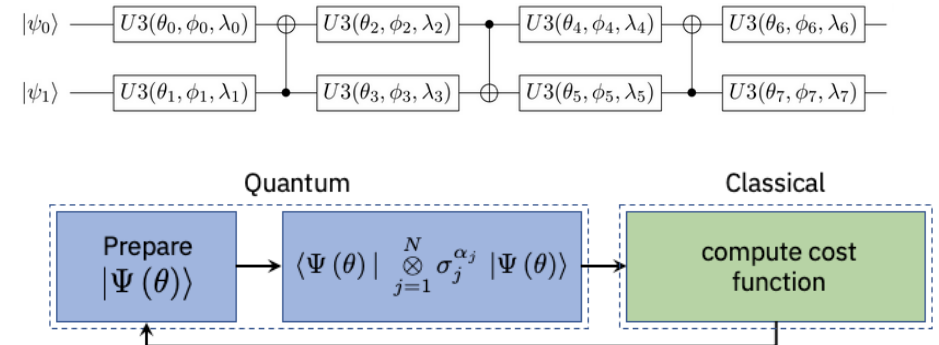 |ψ₀⟩ U3(θ₀, ϕ₀, λ₀) U3(θ₂, ϕ₂, λ₂) U3(θ₄, ϕ₄, λ₄) U3(θ₆, ϕ₆, λ₆)
|ψ₁⟩ U3(θ₁, ϕ₁, λ₁) U3(θ₃, ϕ₃, λ₃) U3(θ₅, ϕ₅, λ₅) U3(θ₇, ϕ₇, λ₇)
Quantum
Classical
Prepare
|Ψ (θ)⟩
⟨Ψ (θ) | ⊗_{j=1}^{N} σ_j^{α_j} |Ψ (θ)⟩
compute cost
function